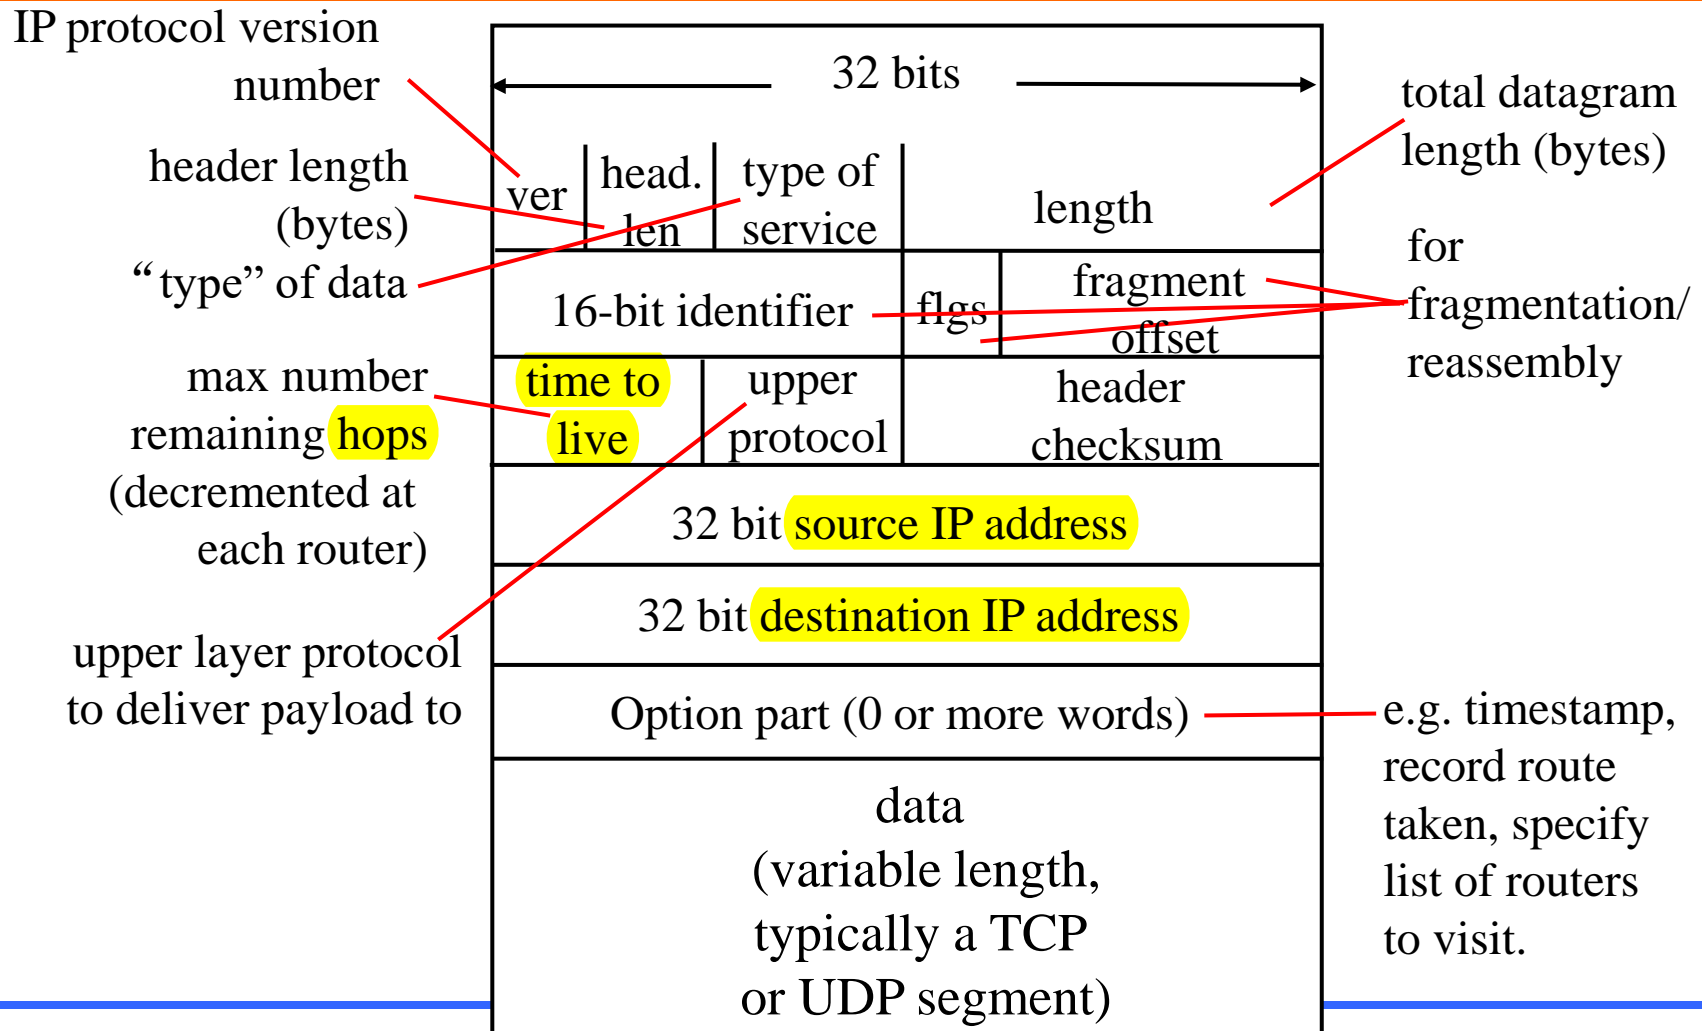 IP protocol version
number
32 bits
total datagram
length (bytes)
header length
(bytes)
ver
head.
len
type of
service
length
“type” of data
for
fragmentation/
reassembly
16-bit identifier
flgs
fragment
offset
max number
remaining hops
(decremented at
each router)
time to
live
upper
protocol
header
checksum
32 bit source IP address
32 bit destination IP address
upper layer protocol
to deliver payload to
Option part (0 or more words)
e.g. timestamp,
record route
taken, specify
list of routers
to visit.
data
(variable length,
typically a TCP
or UDP segment)